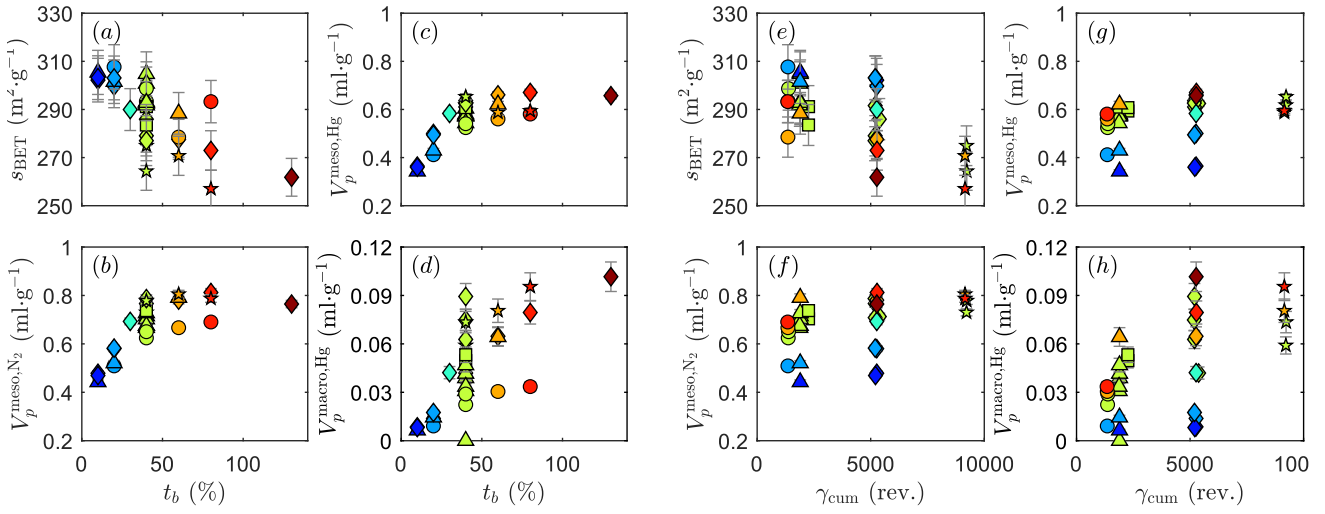 330
310
290
270
250
s_BET (m²·g⁻¹)
(a)
1
0.8
0.6
0.4
0.2
V_p^meso,Hg (ml·g⁻¹)
(c)
330
310
290
270
250
s_BET (m²·g⁻¹)
(e)
1
0.8
0.6
0.4
0.2
V_p^meso,Hg (ml·g⁻¹)
(g)
1
0.8
0.6
0.4
0.2
V_p^meso,N₂ (ml·g⁻¹)
(b)
0 50 100
t_b (%)
0.12
0.09
0.06
0.03
0
V_p^macro,Hg (ml·g⁻¹)
(d)
0 50 100
t_b (%)
1
0.8
0.6
0.4
0.2
V_p^meso,N₂ (ml·g⁻¹)
(f)
0 5000 10000
γ_cum (rev.)
0.12
0.09
0.06
0.03
0
V_p^macro,Hg (ml·g⁻¹)
(h)
0 5000 100
γ_cum (rev.)